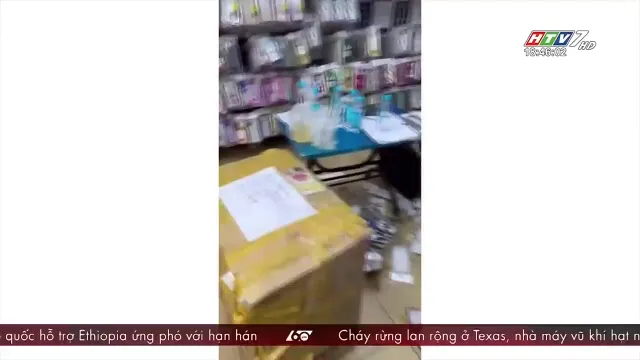 HTV7 HD
18:46:02
quốc hỗ trợ Ethiopia ứng phó với hạn hán
60
Cháy rừng lan rộng ở Texas, nhà máy vũ khí hạt